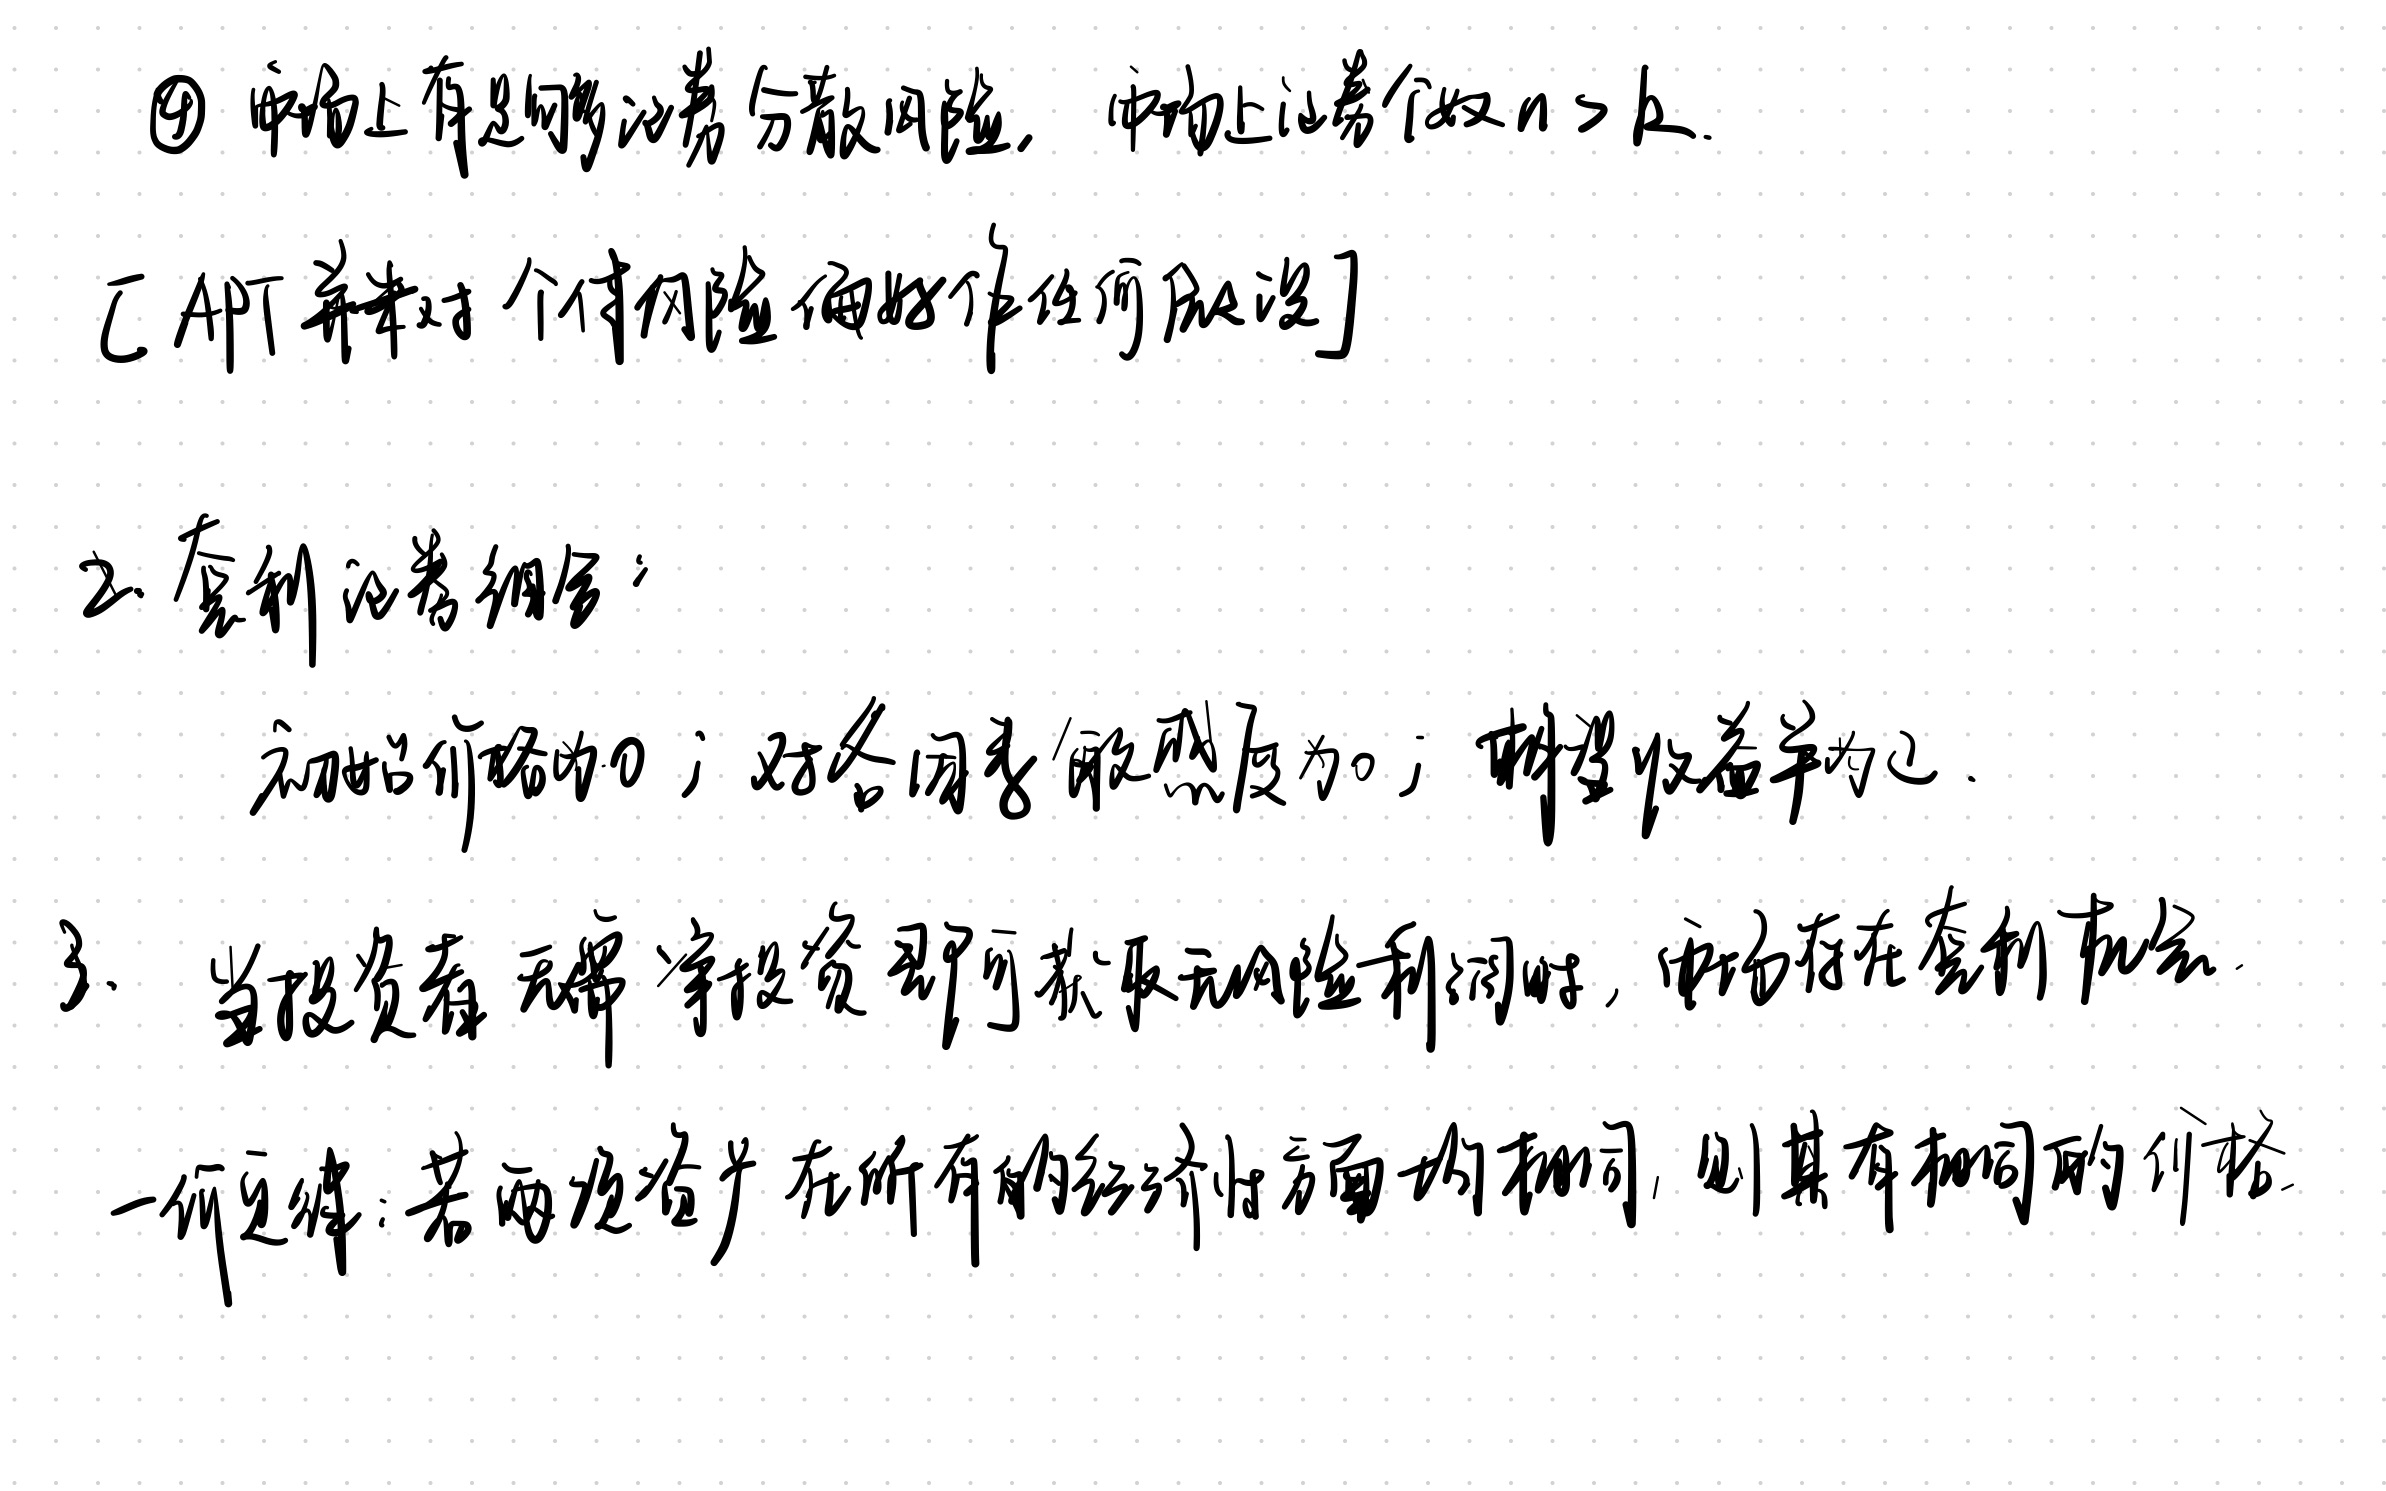 ④ 市场上有足够的证券分散风险. 市场上证券个数 n > k.
[APT 并未对个体风险偏好作任何假设]
2. 套利证券组合:
初始价格为0; 对各因素敏感度为0; 期望收益率为正.
3. 当投资者不需要投资即可获取无风险利润时, 市场存在套利机会.
一价定律: 若两项资产在所有的经济方面均相同, 则其有相同的价格.